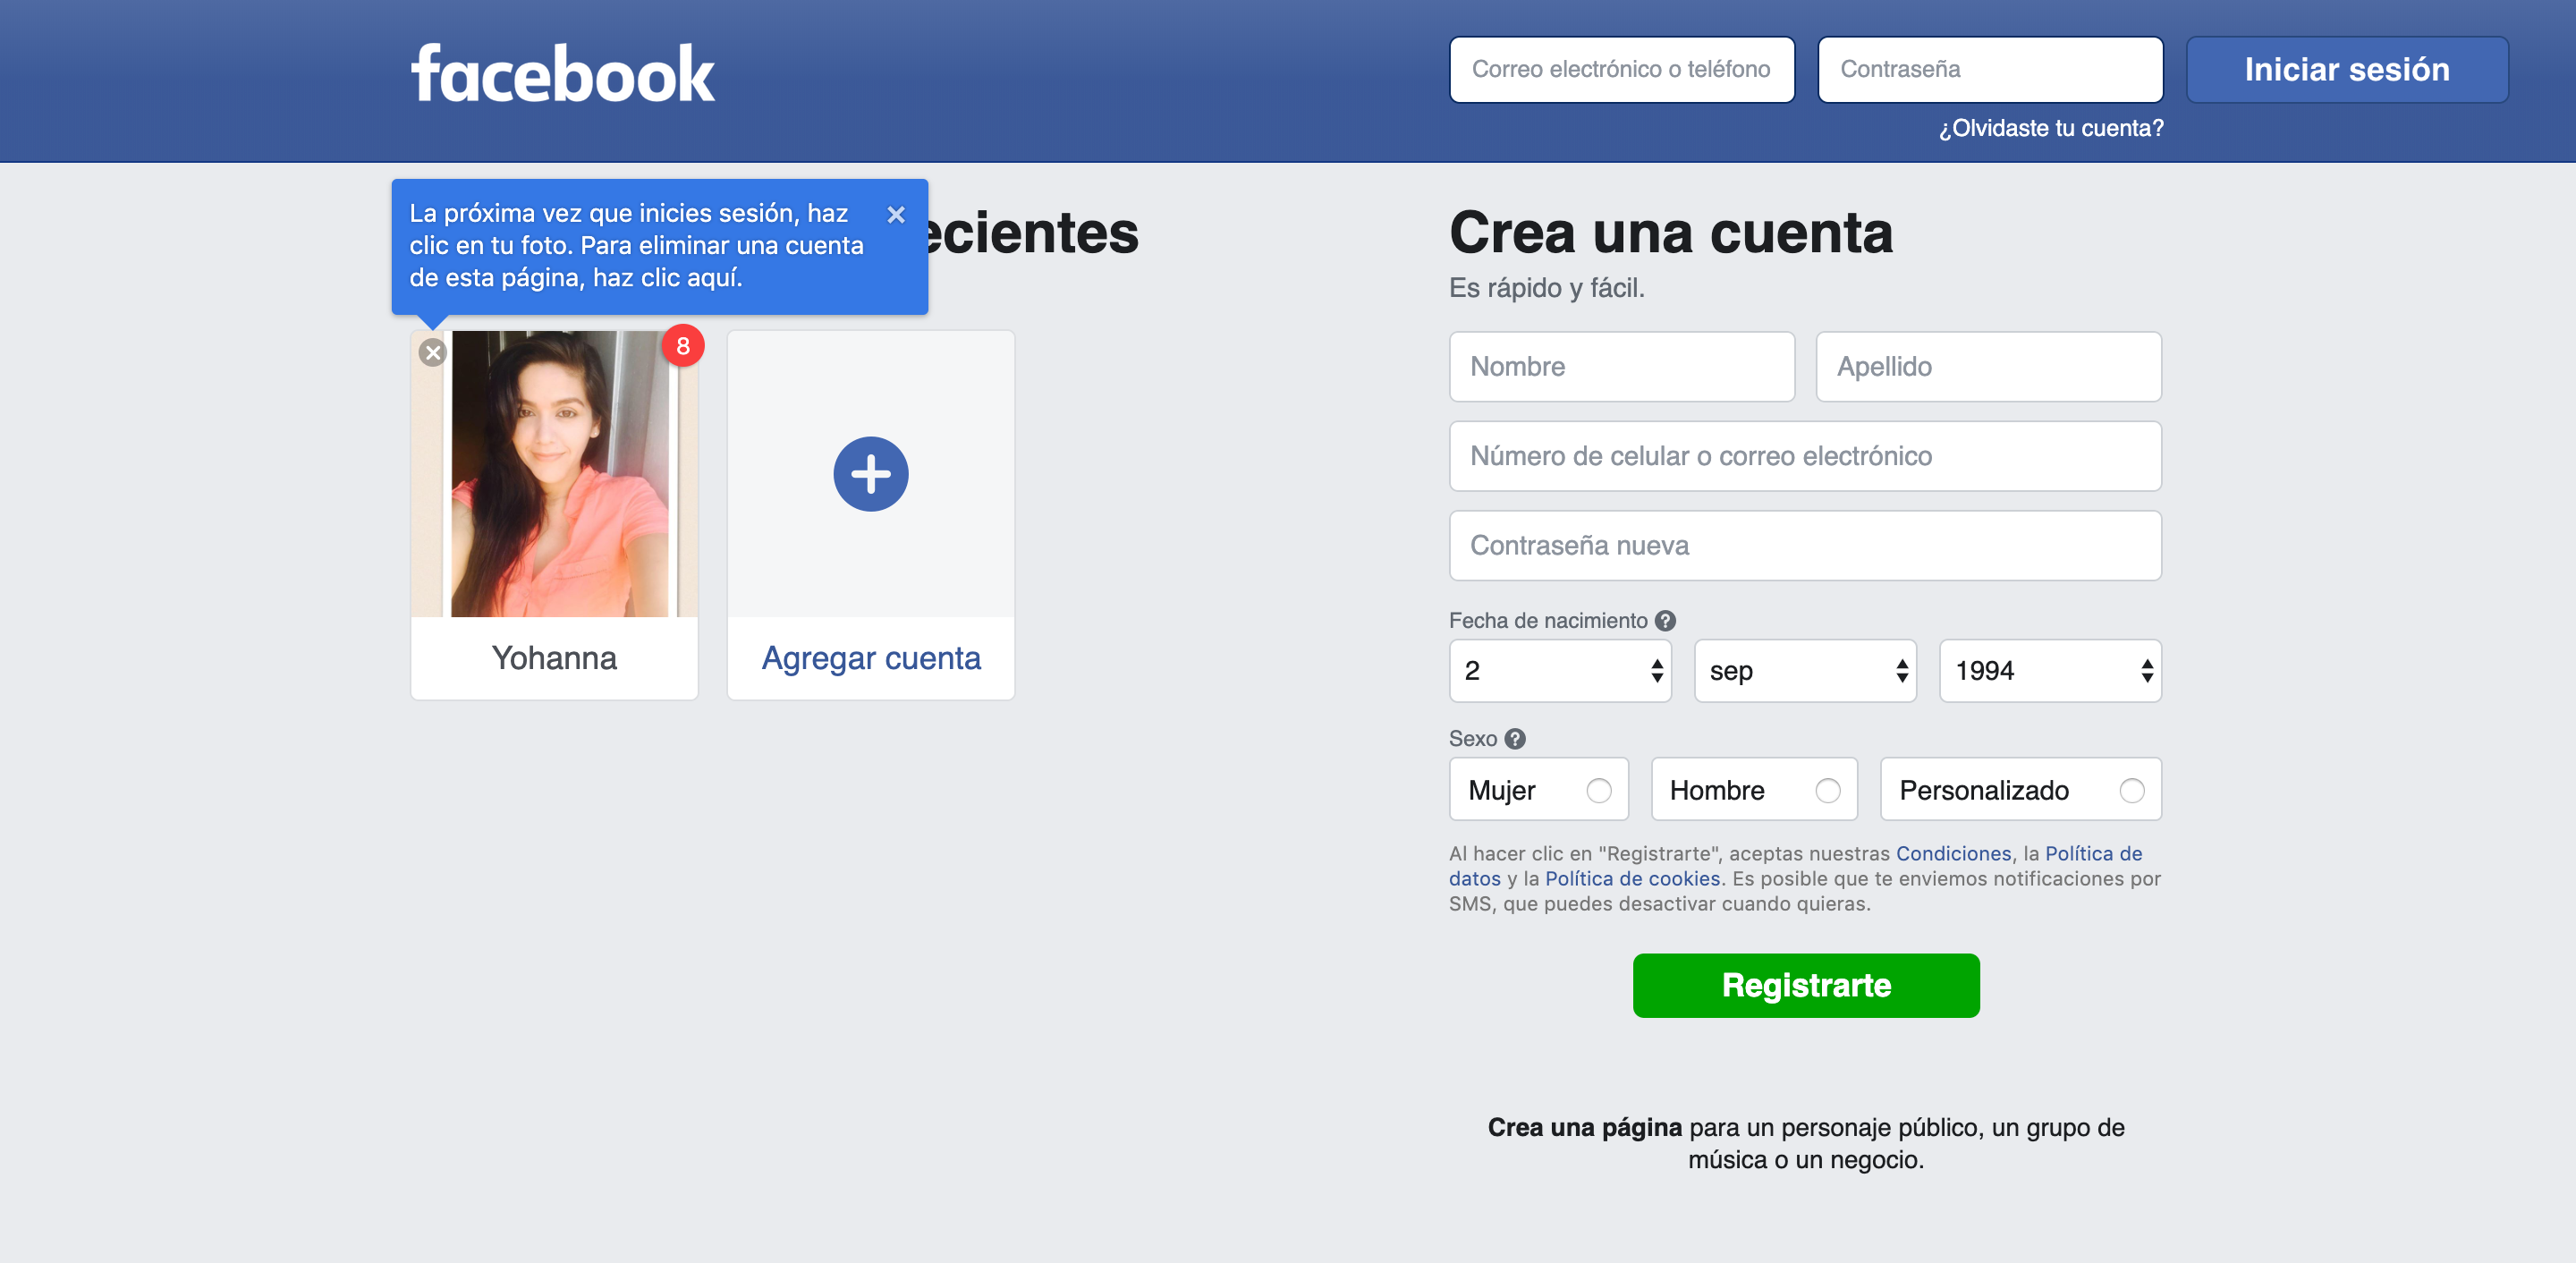 facebook
Correo electrónico o teléfono
Contraseña
Iniciar sesión
¿Olvidaste tu cuenta?
La próxima vez que inicies sesión, haz
clic en tu foto. Para eliminar una cuenta
de esta página, haz clic aquí.
8
Yohanna
Agregar cuenta
Crea una cuenta
Es rápido y fácil.
Nombre
Apellido
Número de celular o correo electrónico
Contraseña nueva
Fecha de nacimiento
2
sep
1994
Sexo
Mujer
Hombre
Personalizado
Al hacer clic en "Registrarte", aceptas nuestras Condiciones, la Política de
datos y la Política de cookies. Es posible que te enviemos notificaciones por
SMS, que puedes desactivar cuando quieras.
Registrarte
Crea una página para un personaje público, un grupo de
música o un negocio.